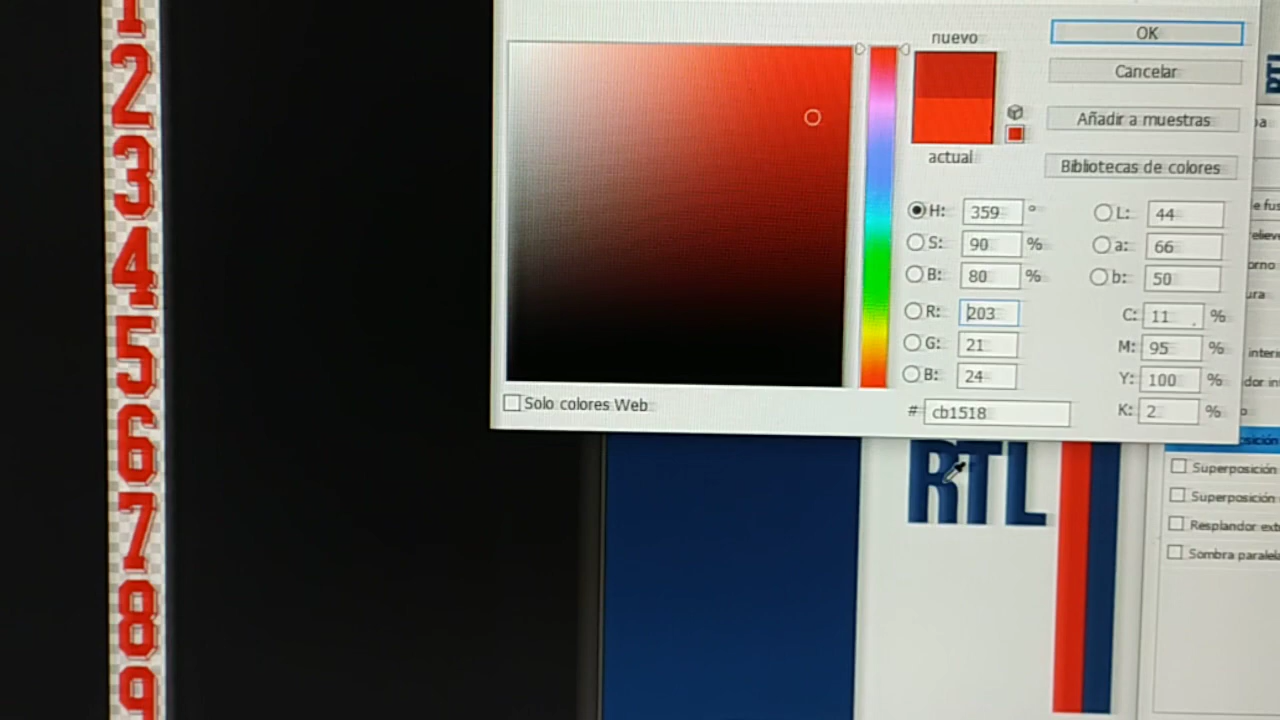 1
2
3
4
5
6
7
8
9
nuevo
actual
OK
Cancelar
Añadir a muestras
Bibliotecas de colores
H: 359 °
S: 90 %
B: 80 %
R: 203
G: 21
B: 24
# cb1518
L: 44
a: 66
b: 50
C: 11 %
M: 95 %
Y: 100 %
K: 2 %
Solo colores Web
RTL
Superposición
Superposición
Resplandor
Sombra